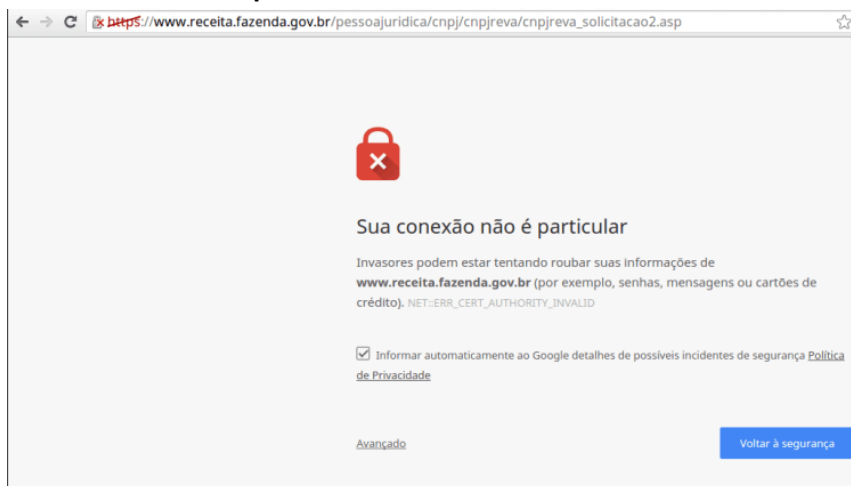 https://www.receita.fazenda.gov.br/pessoajuridica/cnpj/cnpjreva/cnpjreva_solicitacao2.asp
Sua conexão não é particular
Invasores podem estar tentando roubar suas informações de
www.receita.fazenda.gov.br (por exemplo, senhas, mensagens ou cartões de
crédito). NET::ERR_CERT_AUTHORITY_INVALID
Informar automaticamente ao Google detalhes de possíveis incidentes de segurança Política
de Privacidade
Avançado
Voltar à segurança